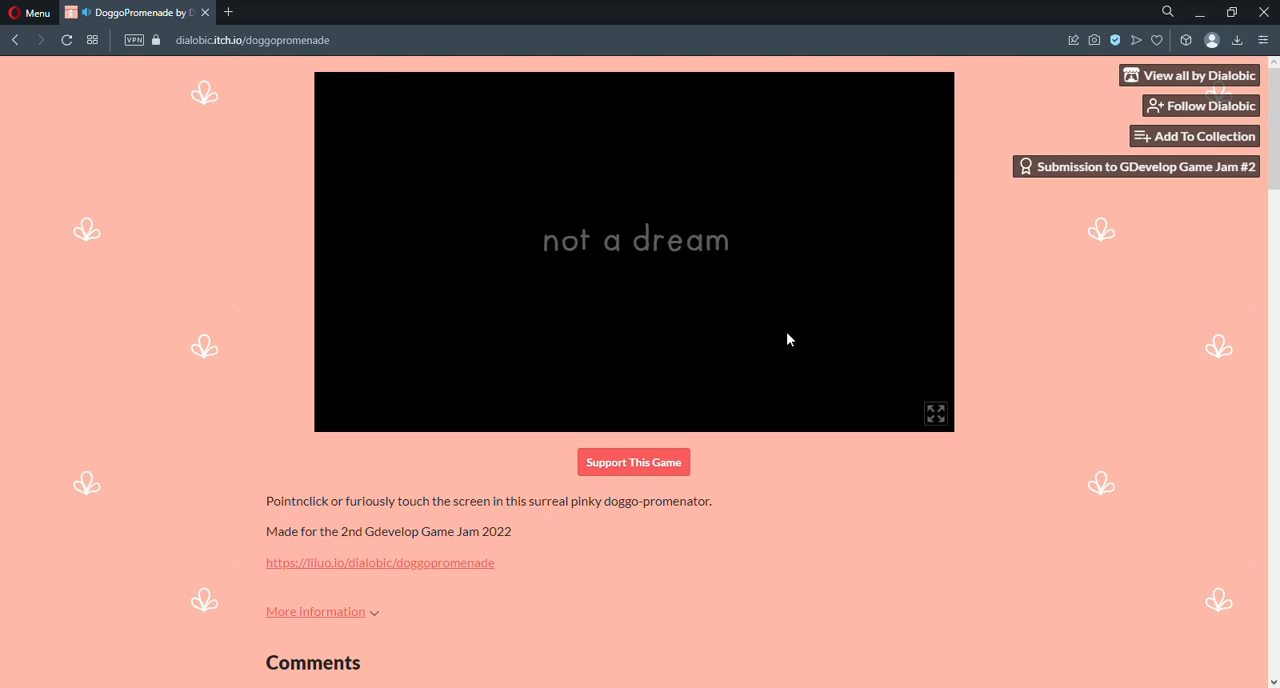 Menu
DoggoPromenade by D
VPN
dialobic.itch.io/doggopromenade
View all by Dialobic
Follow Dialobic
Add To Collection
Submission to GDevelop Game Jam #2
not a dream
Support This Game
Pointnclick or furiously touch the screen in this surreal pinky doggo-promenator.
Made for the 2nd Gdevelop Game Jam 2022
https://liluo.io/dialobic/doggopromenade
More information
Comments